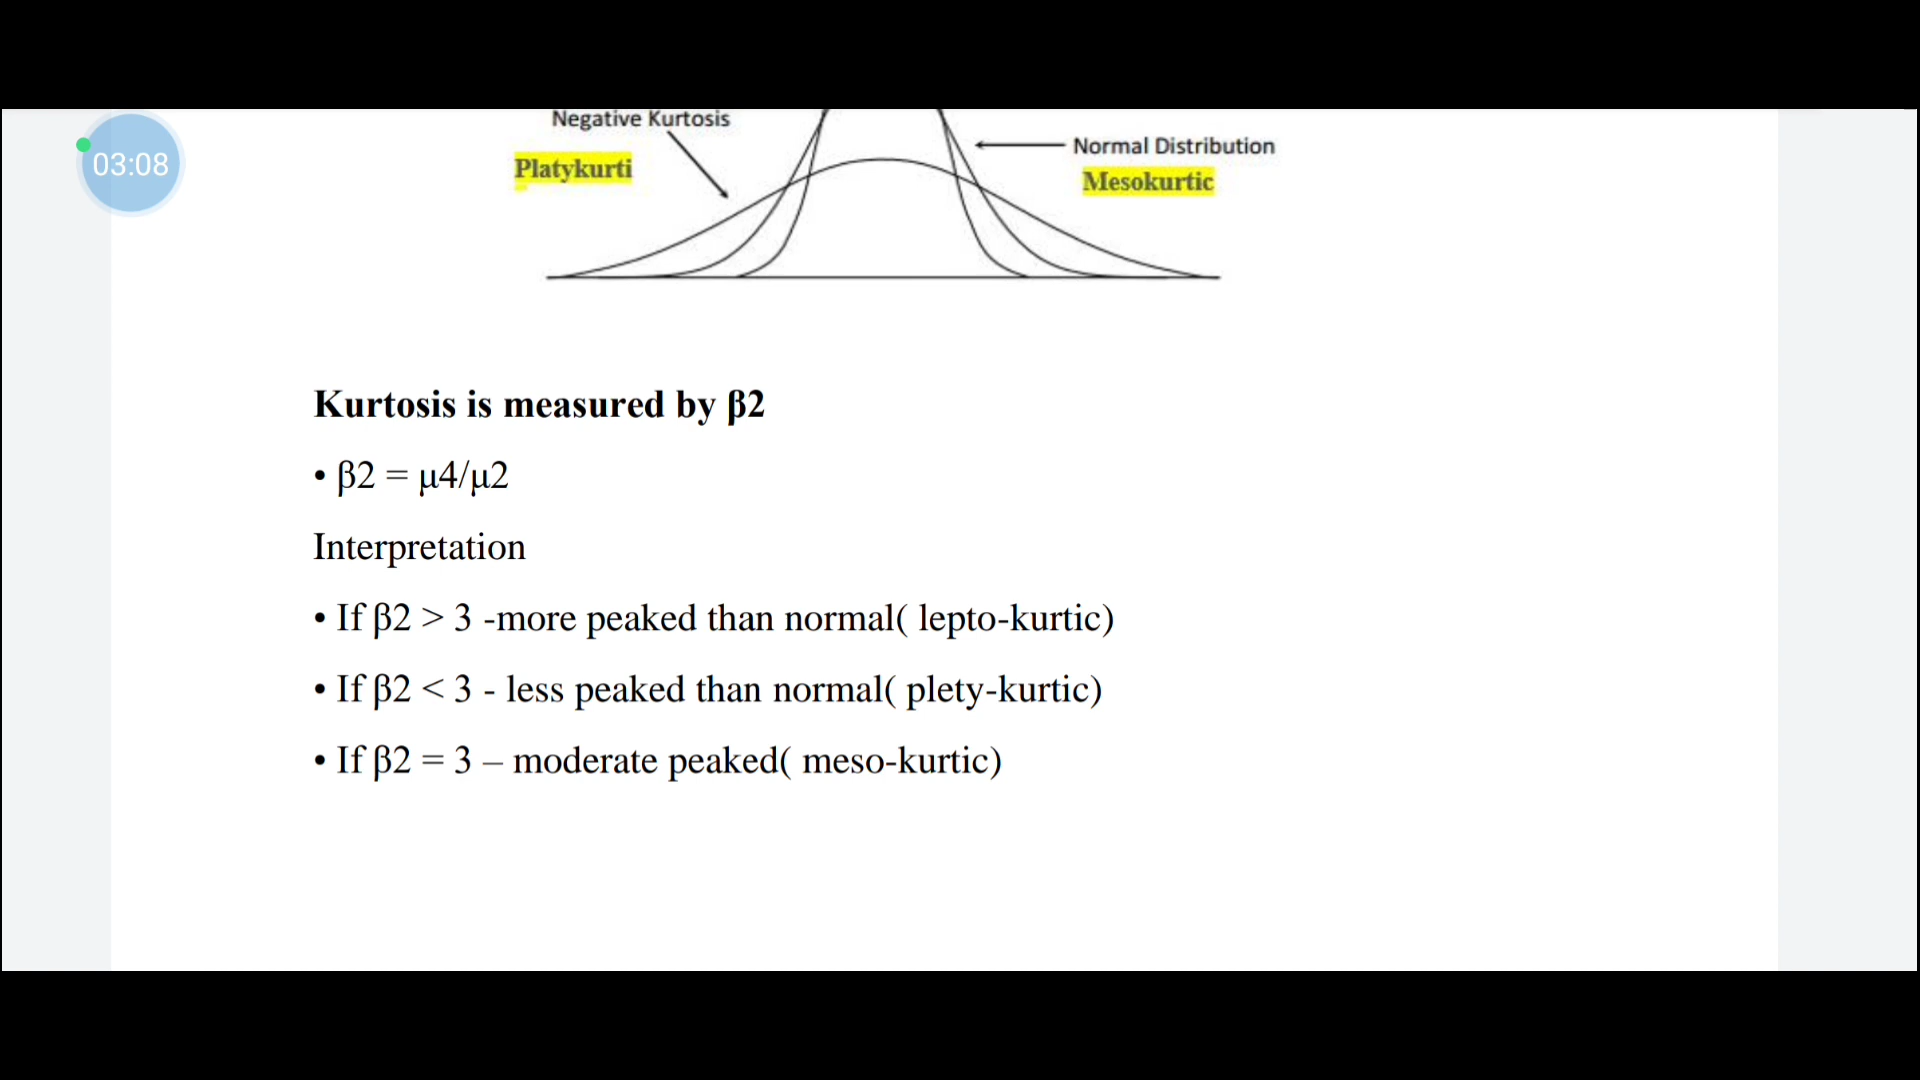 Negative Kurtosis
03:08
Normal Distribution
Platykurti
Mesokurtic
Kurtosis is measured by β2
• β2 = μ4/μ2
Interpretation
• If β2 > 3 -more peaked than normal( lepto-kurtic)
• If β2 < 3 - less peaked than normal( plety-kurtic)
• If β2 = 3 – moderate peaked( meso-kurtic)